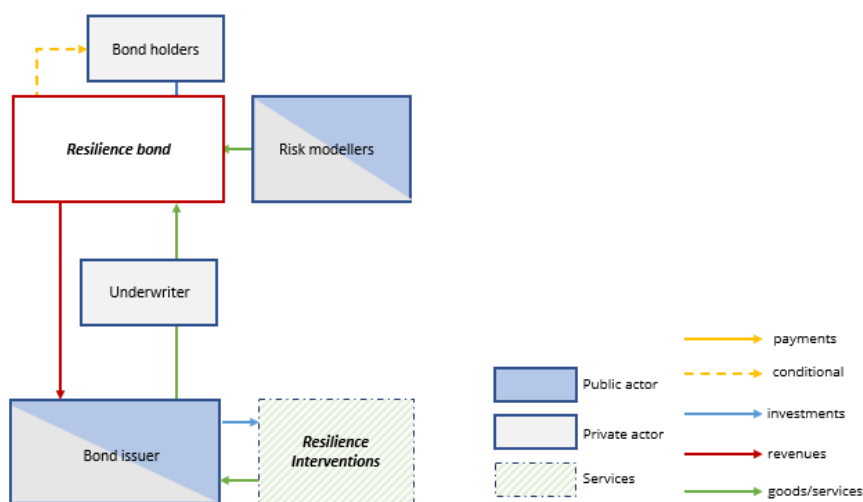 Bond holders
Resilience bond
Risk modellers
Underwriter
Bond issuer
Resilience
Interventions
Public actor
Private actor
Services
payments
conditional
investments
revenues
goods/services